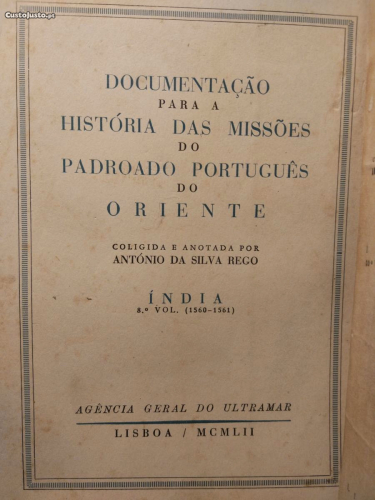 CustoJusto.pt
DOCUMENTAÇÃO
PARA A
HISTÓRIA DAS MISSÕES
DO
PADROADO PORTUGUÊS
DO
ORIENTE
COLIGIDA E ANOTADA POR
ANTÓNIO DA SILVA REGO
ÍNDIA
8.º VOL. (1560-1561)
AGÊNCIA GERAL DO ULTRAMAR
LISBOA / MCMLII